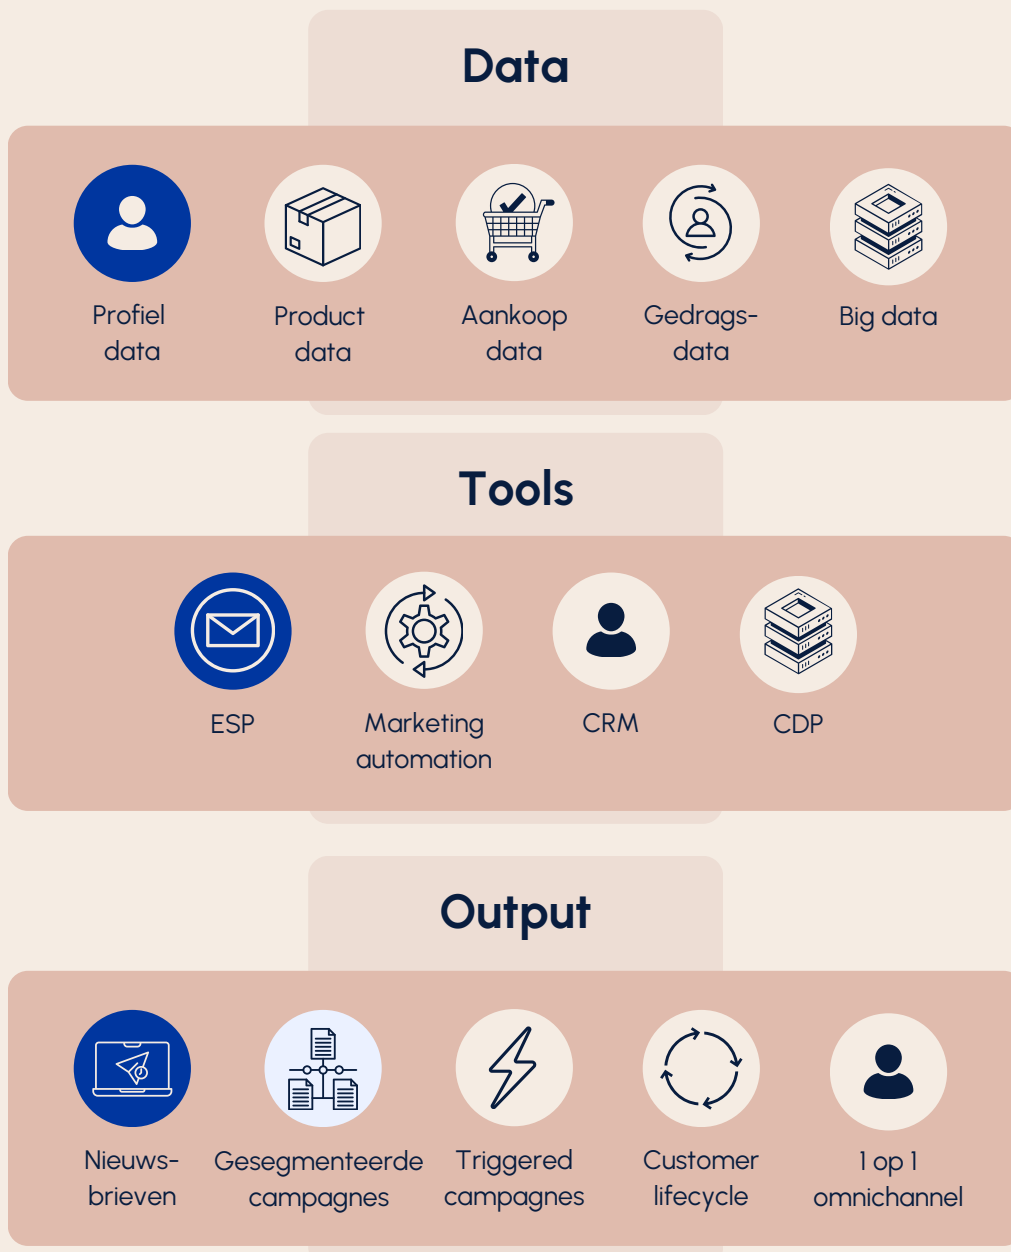 Data
Profiel
data
Product
data
Aankoop
data
Gedrags-
data
Big data
Tools
ESP
Marketing
automation
CRM
CDP
Output
Nieuws-
brieven
Gesegmenteerde
campagnes
Triggered
campagnes
Customer
lifecycle
1 op 1
omnichannel